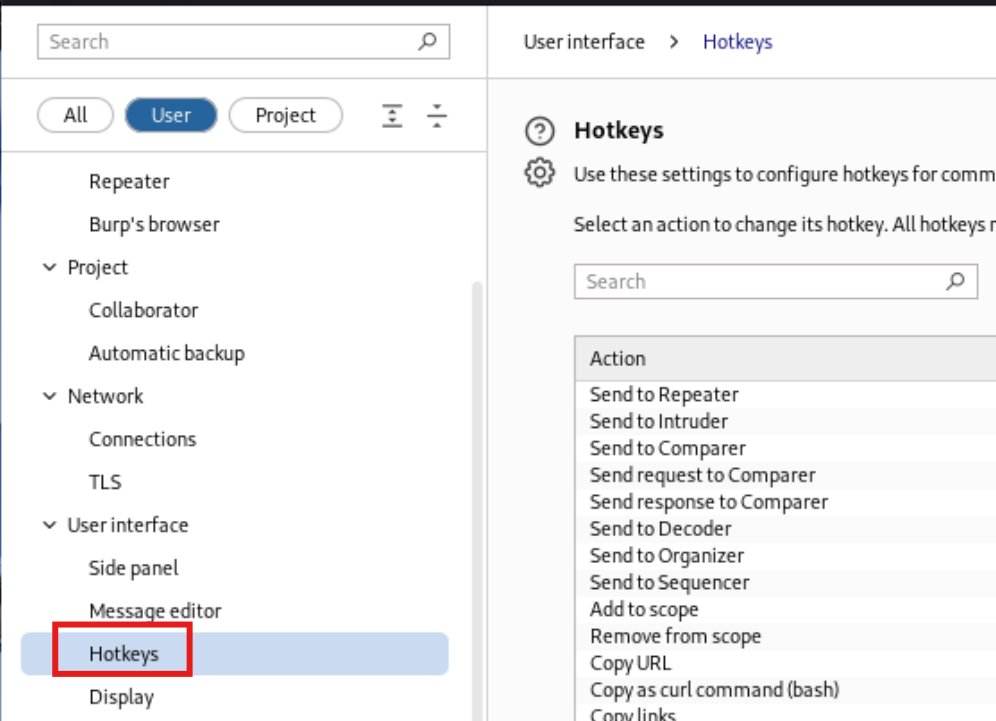 Search
All
User
Project
Repeater
Burp's browser
Project
Collaborator
Automatic backup
Network
Connections
TLS
User interface
Side panel
Message editor
Hotkeys
Display
User interface > Hotkeys
Hotkeys
Use these settings to configure hotkeys for comm
Select an action to change its hotkey. All hotkeys
Search
Action
Send to Repeater
Send to Intruder
Send to Comparer
Send request to Comparer
Send response to Comparer
Send to Decoder
Send to Organizer
Send to Sequencer
Add to scope
Remove from scope
Copy URL
Copy as curl command (bash)
Copy links